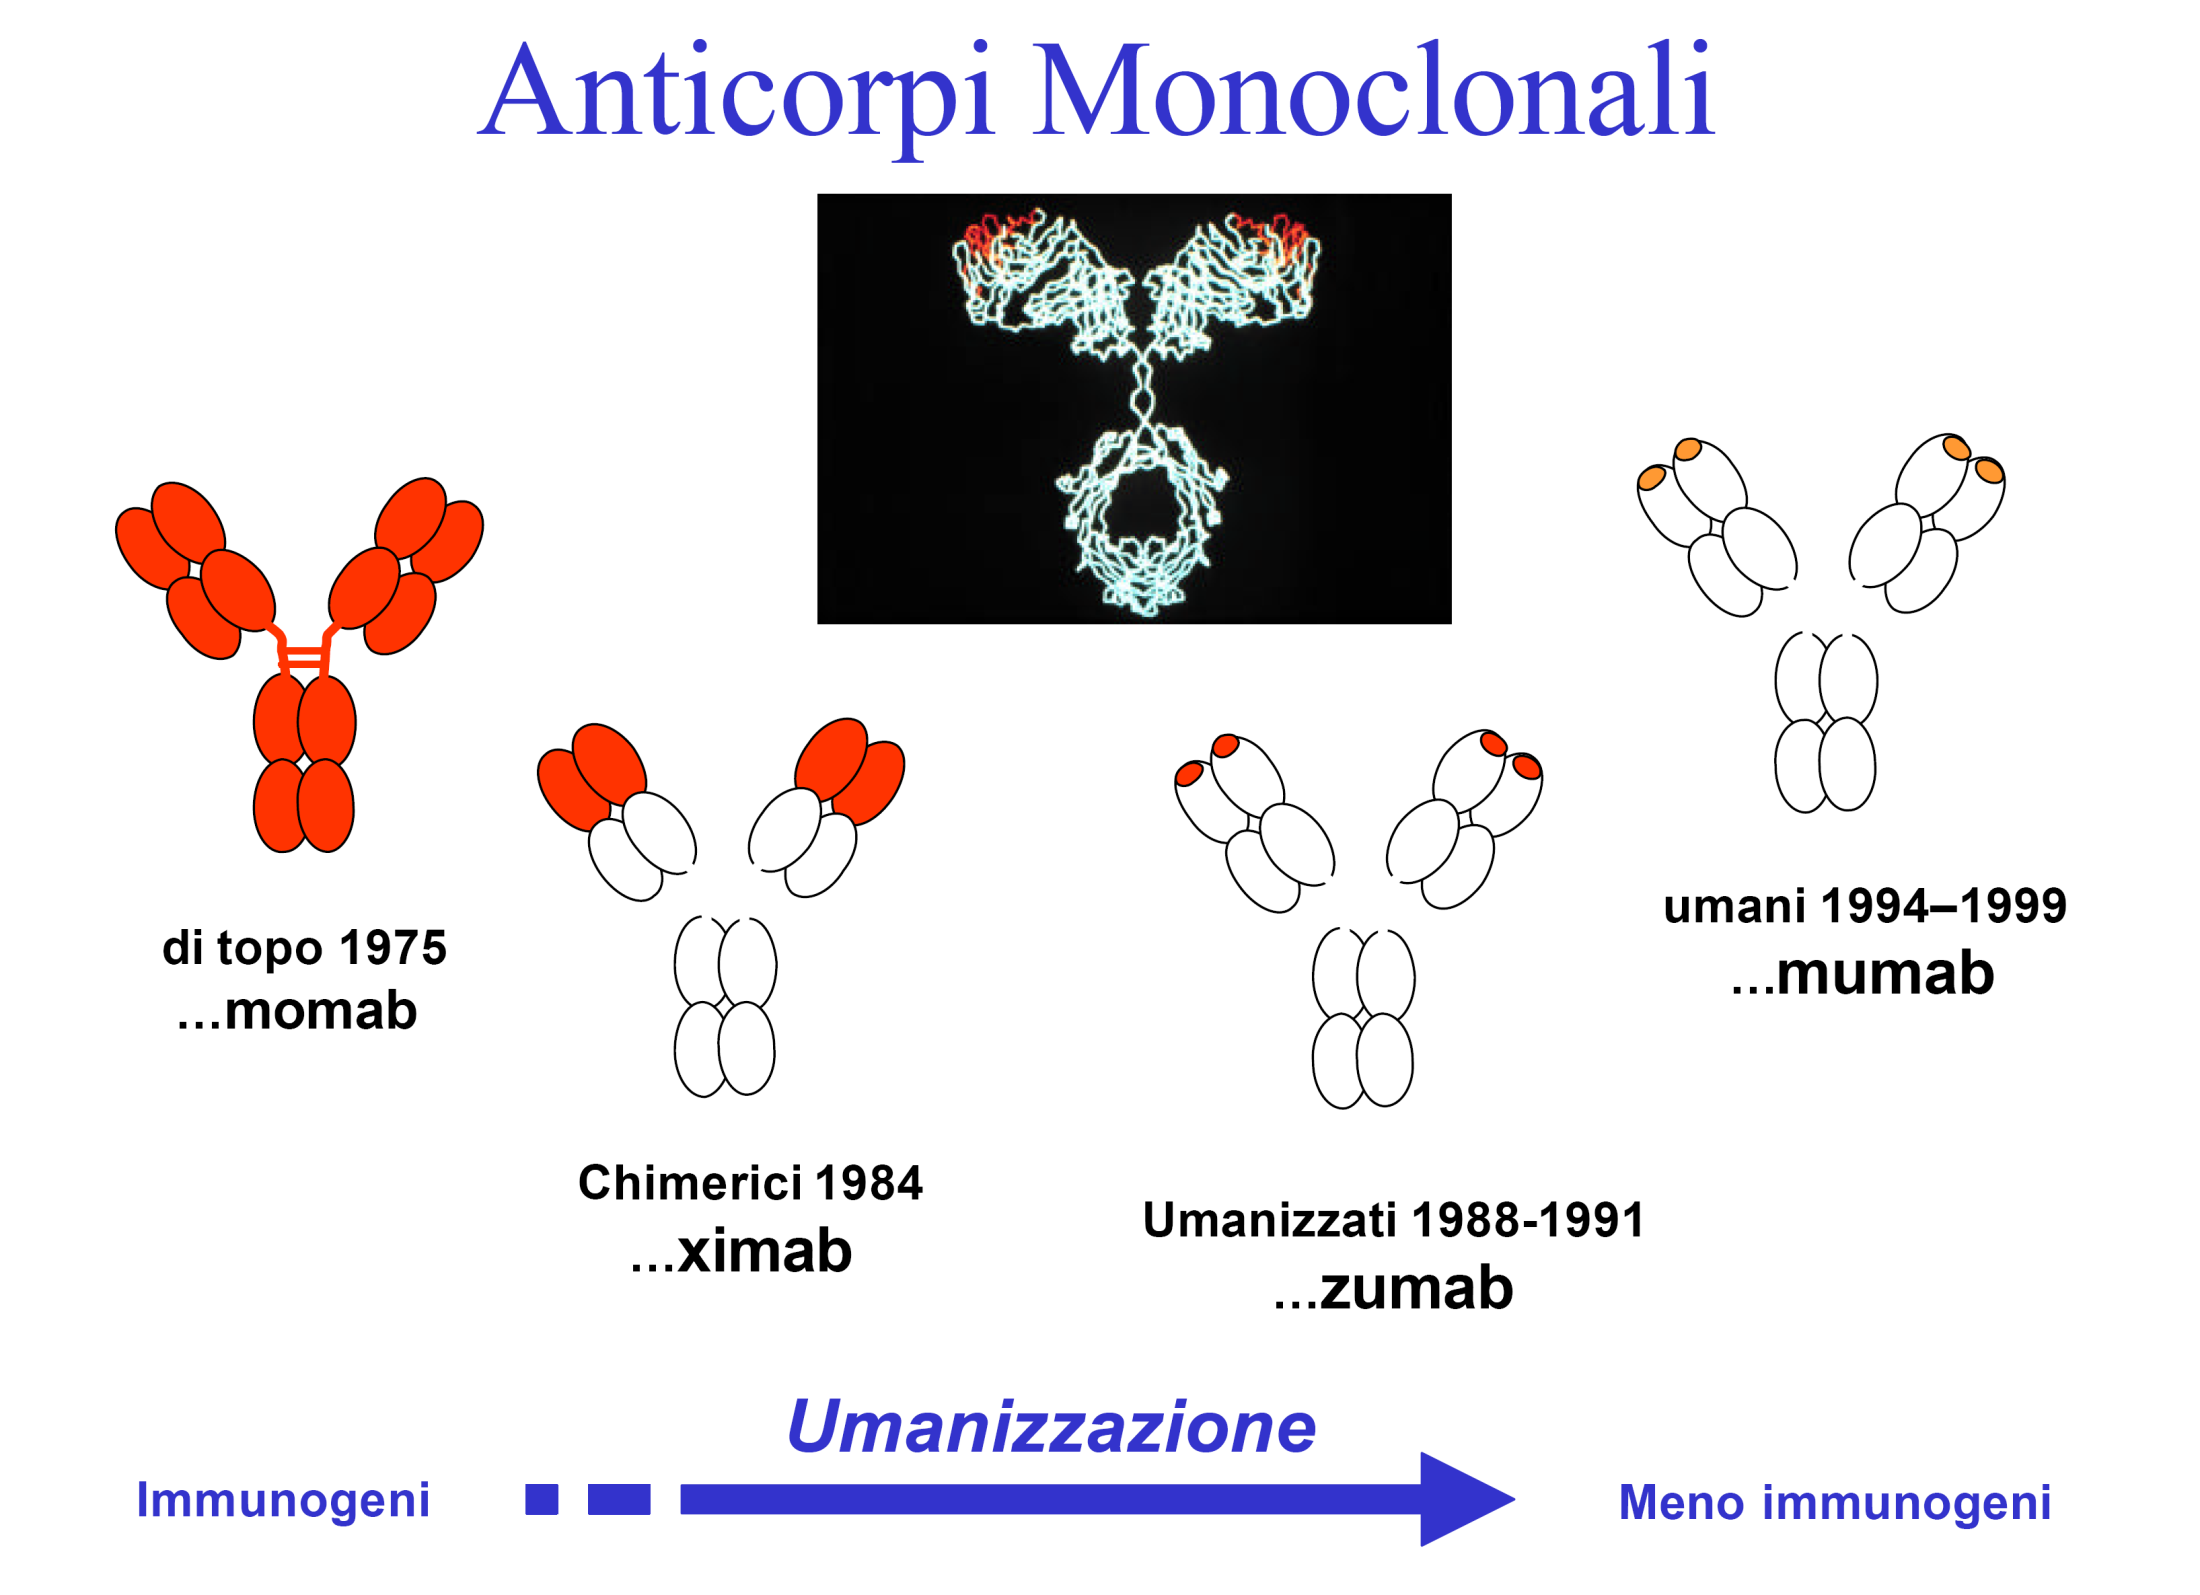 Anticorpi Monoclonali
di topo 1975
...momab
Chimerici 1984
...ximab
Umanizzati 1988-1991
...zumab
umani 1994–1999
...mumab
Umanizzazione
Immunogeni
Meno immunogeni